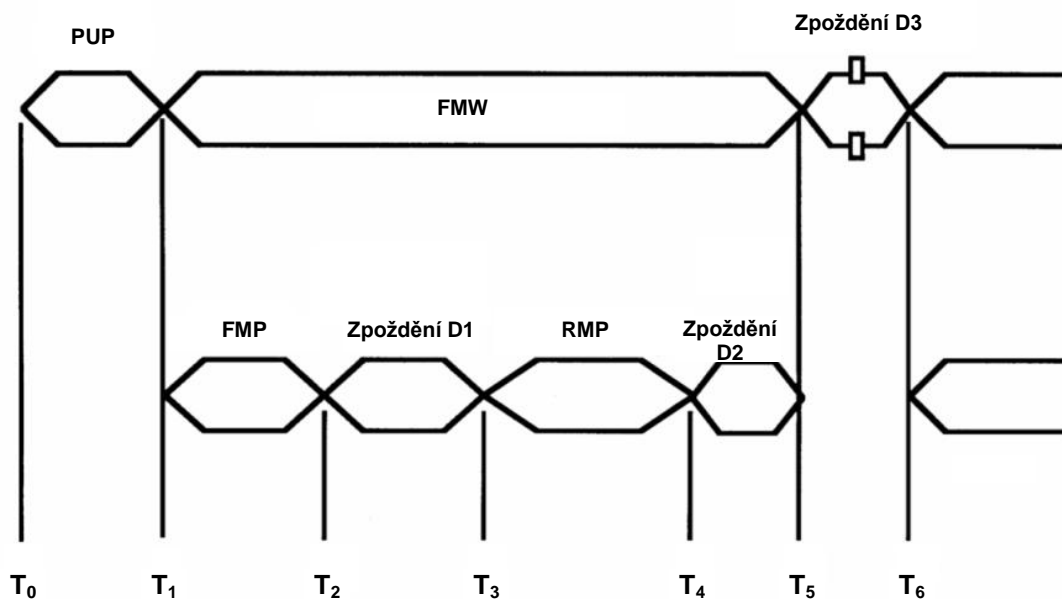 Zpoždění D3
PUP
FMW
FMP
Zpoždění D1
RMP
Zpoždění
D2
T₀ T₁ T₂ T₃ T₄ T₅ T₆